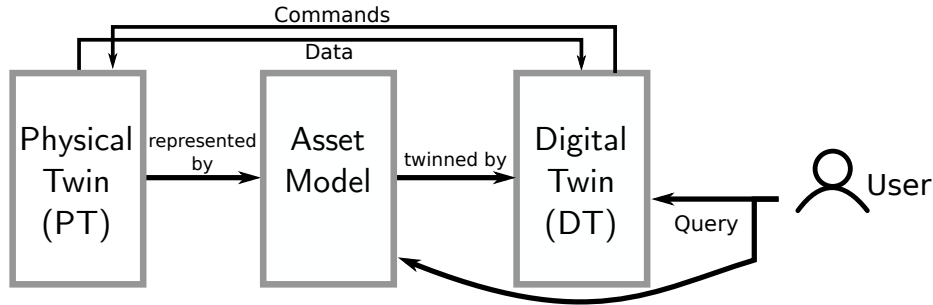 Commands
Data
Physical
Twin
(PT)
represented
by
Asset
Model
twinned by
Digital
Twin
(DT)
Query
User